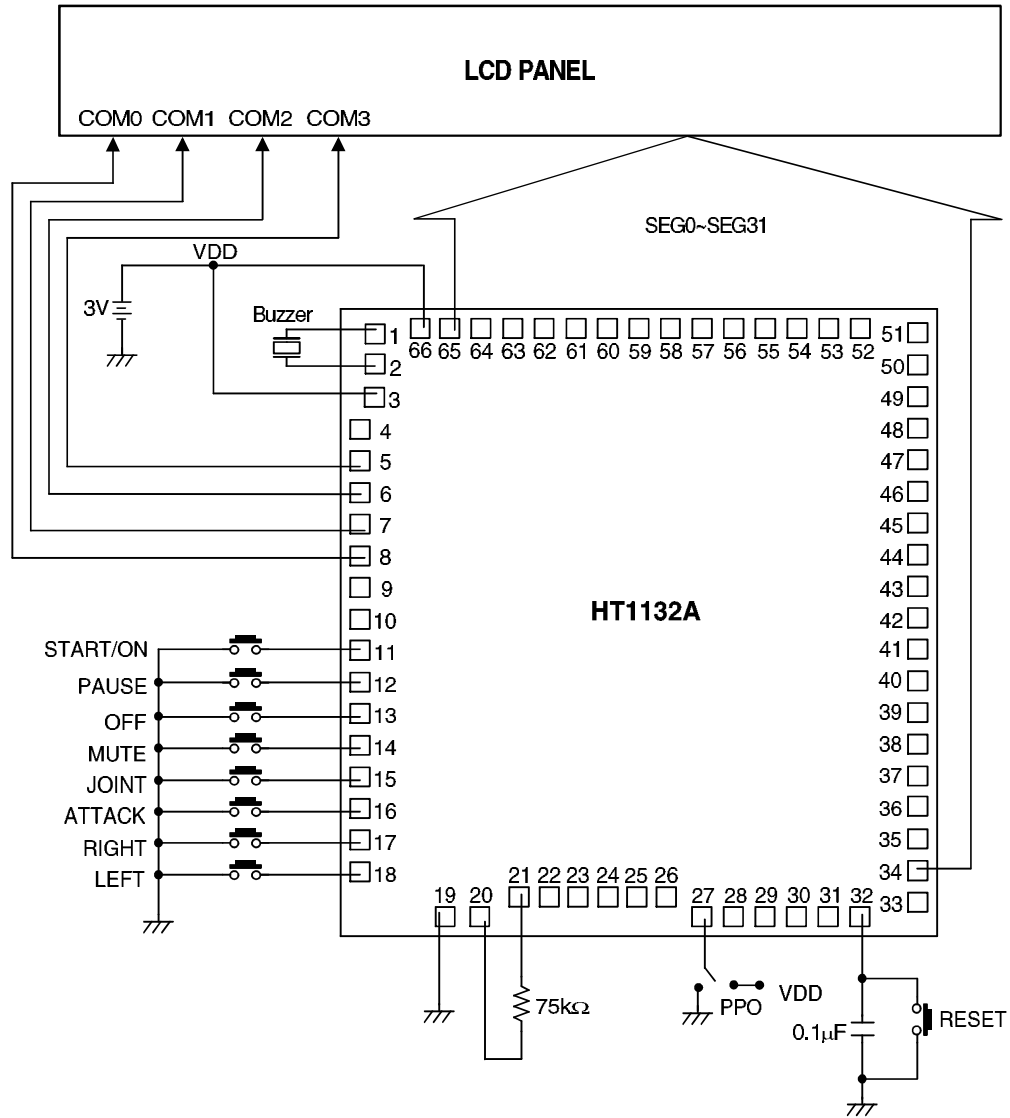 LCD PANEL
COM0 COM1 COM2 COM3
SEG0~SEG31
VDD
3V
Buzzer
1
2
3
4
5
6
7
8
9
10
11
12
13
14
15
16
17
18
66 65 64 63 62 61 60 59 58 57 56 55 54 53 52
51
50
49
48
47
46
45
44
43
42
41
40
39
38
37
36
35
34
33
HT1132A
START/ON
PAUSE
OFF
MUTE
JOINT
ATTACK
RIGHT
LEFT
19 20 21 22 23 24 25 26 27 28 29 30 31 32
75kΩ
PPO
VDD
0.1μF
RESET